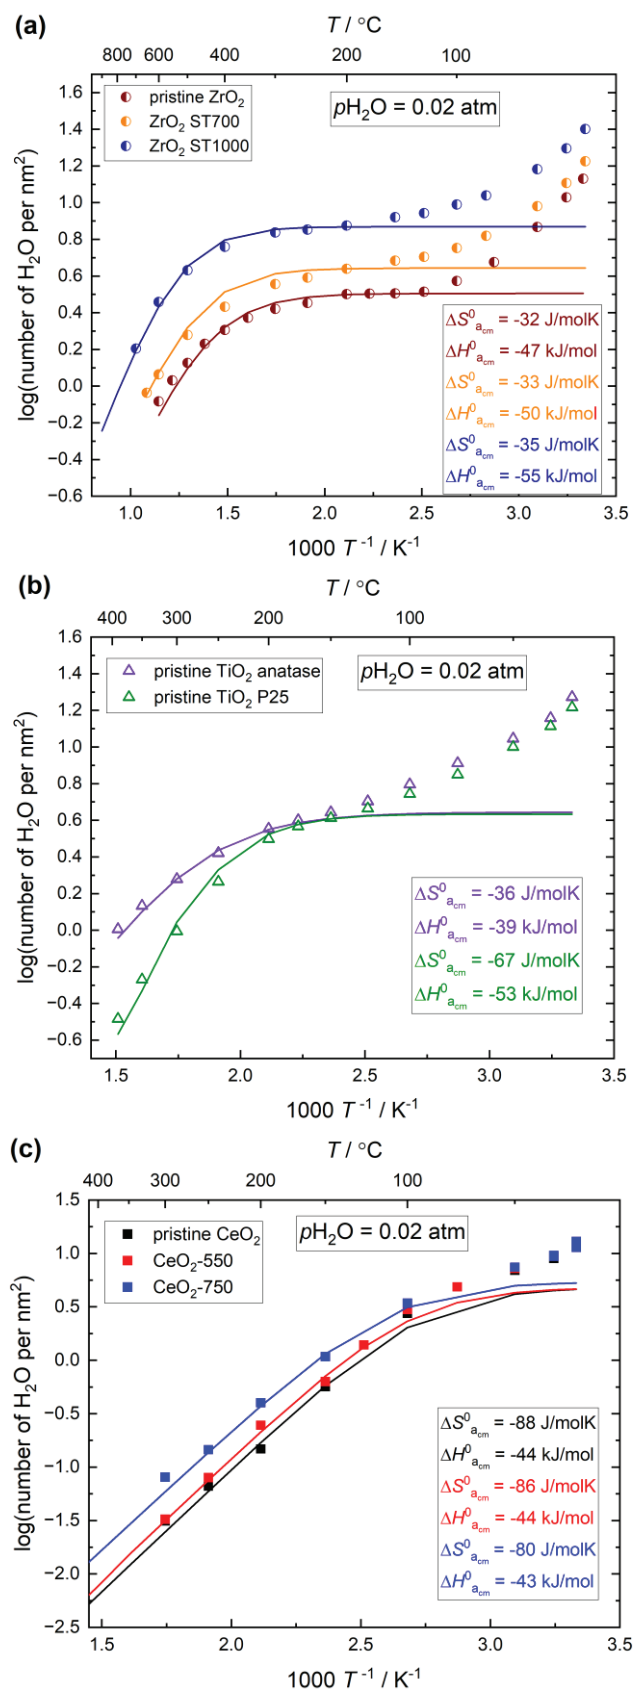 (a)
T / °C
800 600 400 200 100
pristine ZrO₂
ZrO₂ ST700
ZrO₂ ST1000
pH₂O = 0.02 atm
log(number of H₂O per nm²)
1.6
1.4
1.2
1.0
0.8
0.6
0.4
0.2
0.0
-0.2
-0.4
-0.6
ΔS⁰ₐcm = -32 J/molK
ΔH⁰ₐcm = -47 kJ/mol
ΔS⁰ₐcm = -33 J/molK
ΔH⁰ₐcm = -50 kJ/mol
ΔS⁰ₐcm = -35 J/molK
ΔH⁰ₐcm = -55 kJ/mol
1.0 1.5 2.0 2.5 3.0 3.5
1000 T ⁻¹ / K⁻¹
(b)
T / °C
400 300 200 100
pristine TiO₂ anatase
pristine TiO₂ P25
pH₂O = 0.02 atm
log(number of H₂O per nm²)
1.6
1.4
1.2
1.0
0.8
0.6
0.4
0.2
0.0
-0.2
-0.4
-0.6
ΔS⁰ₐcm = -36 J/molK
ΔH⁰ₐcm = -39 kJ/mol
ΔS⁰ₐcm = -67 J/molK
ΔH⁰ₐcm = -53 kJ/mol
1.5 2.0 2.5 3.0 3.5
1000 T ⁻¹ / K⁻¹
(c)
T / °C
400 300 200 100
pristine CeO₂
CeO₂-550
CeO₂-750
pH₂O = 0.02 atm
log(number of H₂O per nm²)
1.5
1.0
0.5
0.0
-0.5
-1.0
-1.5
-2.0
-2.5
ΔS⁰ₐcm = -88 J/molK
ΔH⁰ₐcm = -44 kJ/mol
ΔS⁰ₐcm = -86 J/molK
ΔH⁰ₐcm = -44 kJ/mol
ΔS⁰ₐcm = -80 J/molK
ΔH⁰ₐcm = -43 kJ/mol
1.5 2.0 2.5 3.0 3.5
1000 T ⁻¹ / K⁻¹